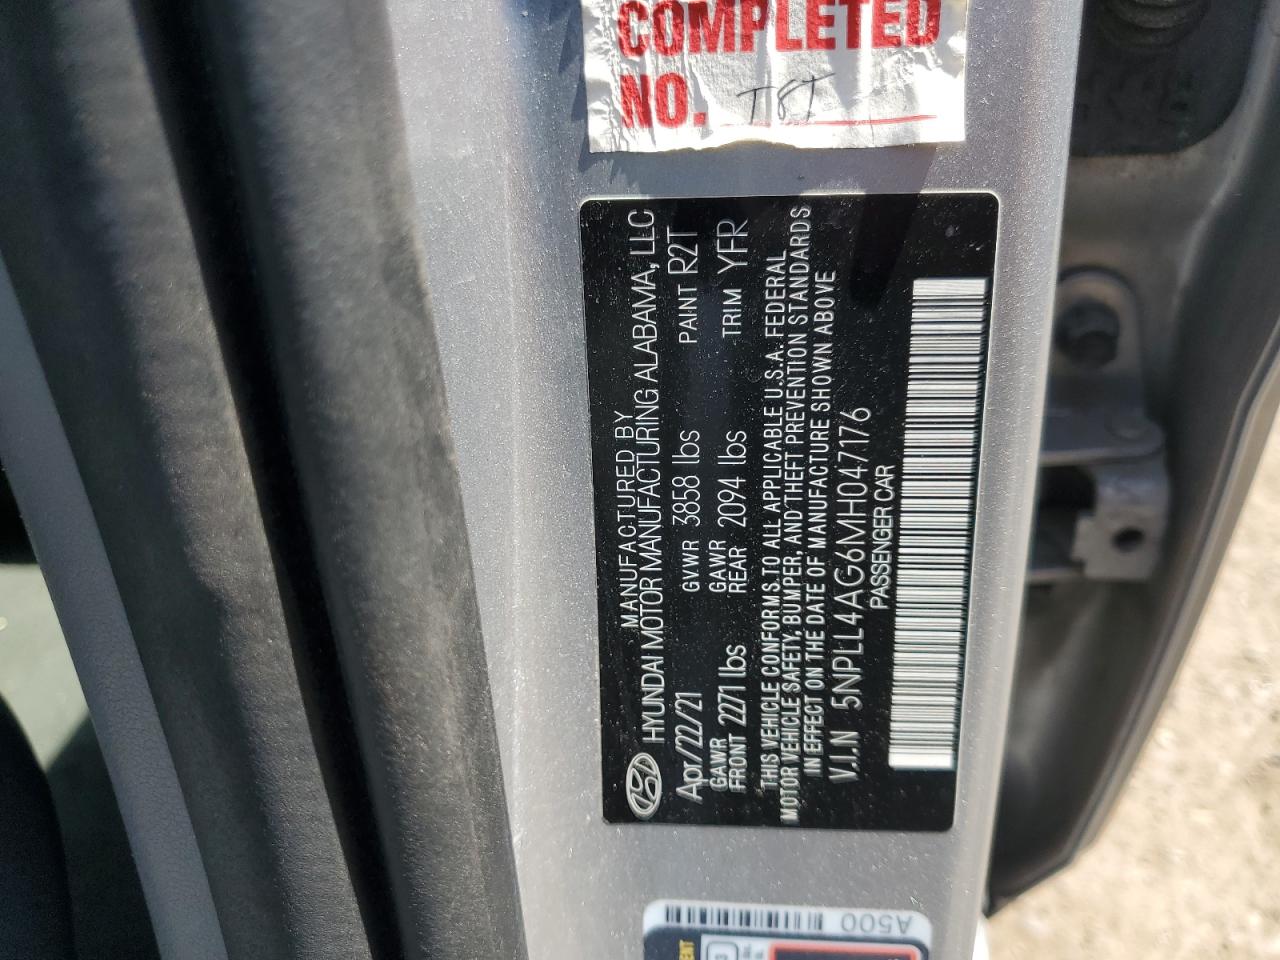 COMPLETED
NO. T8T
MANUFACTURED BY
HYUNDAI MOTOR MANUFACTURING ALABAMA, LLC
Apr/22/21 GVWR 3858 lbs PAINT R2T
GAWR FRONT 2271 lbs GAWR REAR 2094 lbs TRIM YFR
THIS VEHICLE CONFORMS TO ALL APPLICABLE U.S.A. FEDERAL
MOTOR VEHICLE SAFETY, BUMPER, AND THEFT PREVENTION STANDARDS
IN EFFECT ON THE DATE OF MANUFACTURE SHOWN ABOVE
V.I.N 5NPLL4AG6MH047176
PASSENGER CAR
A500